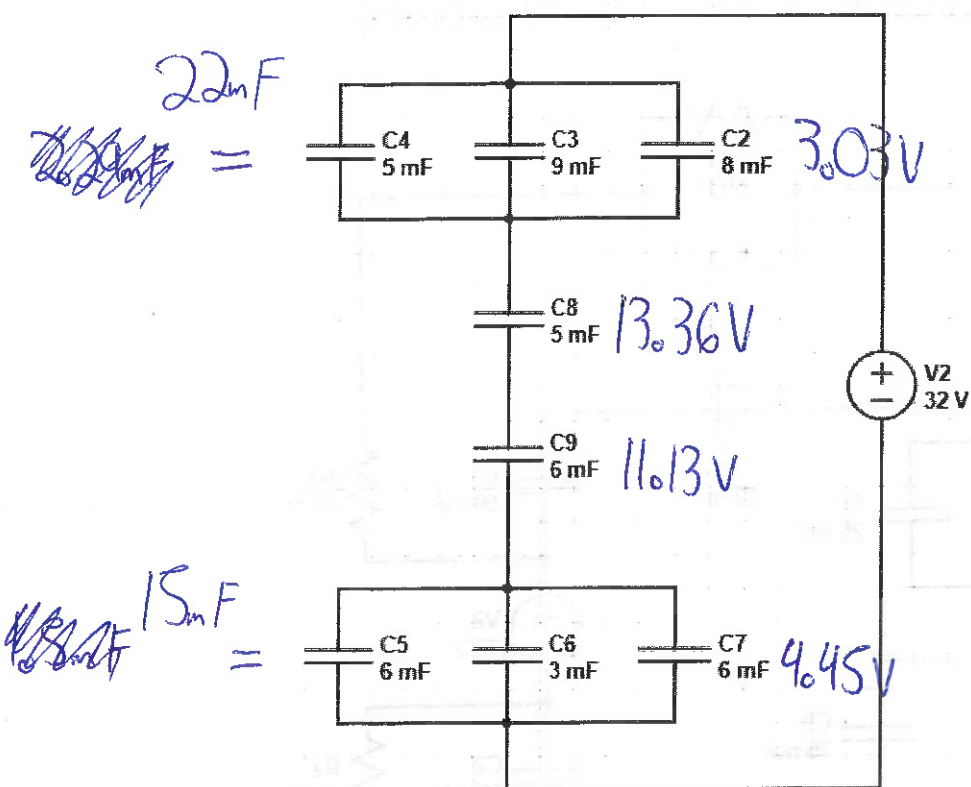 22mF
=
C4
5 mF
C3
9 mF
C2
8 mF
3.03V
C8
5 mF
13.36V
V2
32 V
C9
6 mF
11.13V
15mF
=
C5
6 mF
C6
3 mF
C7
6 mF
4.45V